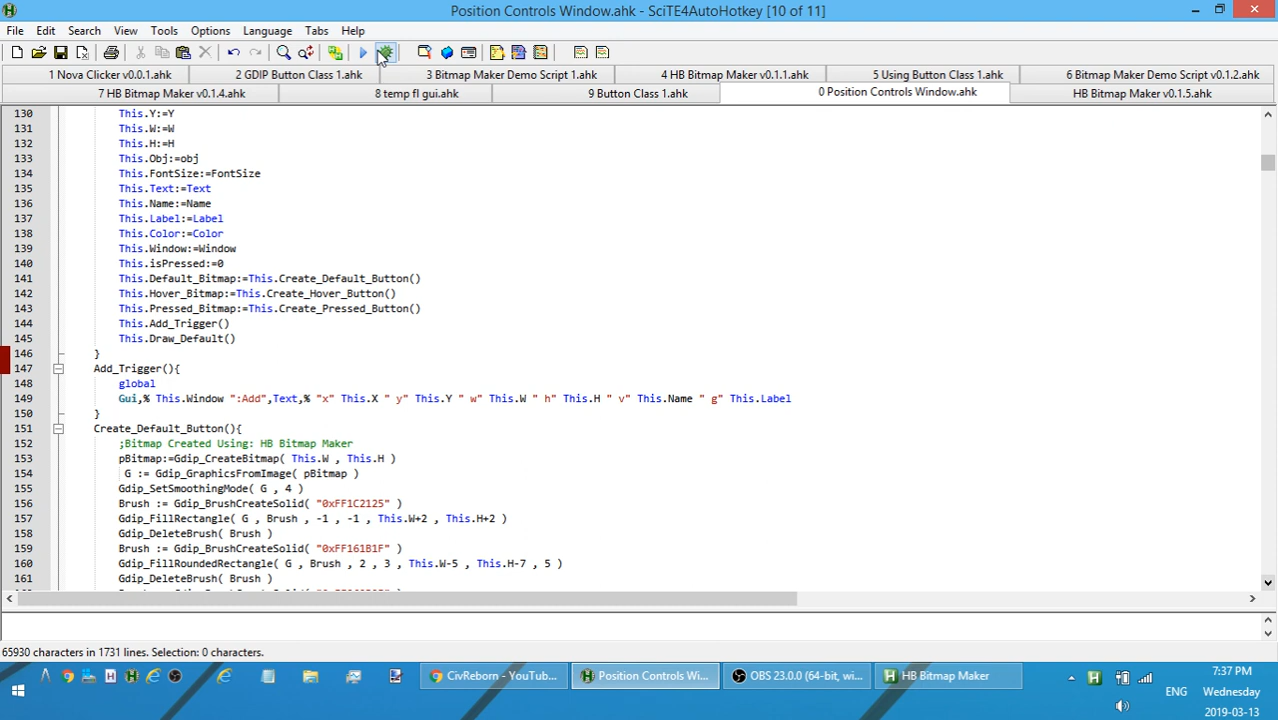 Position Controls Window.ahk - SciTE4AutoHotkey [10 of 11]
File Edit Search View Tools Options Language Tabs Help
1 Nova Clicker v0.0.1.ahk 2 GDIP Button Class 1.ahk 3 Bitmap Maker Demo Script 1.ahk 4 HB Bitmap Maker v0.1.1.ahk 5 Using Button Class 1.ahk 6 Bitmap Maker Demo Script v0.1.2.ahk
7 HB Bitmap Maker v0.1.4.ahk 8 temp fl gui.ahk 9 Button Class 1.ahk 0 Position Controls Window.ahk HB Bitmap Maker v0.1.5.ahk
130 This.Y:=Y
131 This.W:=W
132 This.H:=H
133 This.Obj:=obj
134 This.FontSize:=FontSize
135 This.Text:=Text
136 This.Name:=Name
137 This.Label:=Label
138 This.Color:=Color
139 This.Window:=Window
140 This.isPressed:=0
141 This.Default_Bitmap:=This.Create_Default_Button()
142 This.Hover_Bitmap:=This.Create_Hover_Button()
143 This.Pressed_Bitmap:=This.Create_Pressed_Button()
144 This.Add_Trigger()
145 This.Draw_Default()
146 }
147 Add_Trigger(){
148 global
149 Gui,% This.Window ":Add",Text,% "x" This.X " y" This.Y " w" This.W " h" This.H " v" This.Name " g" This.Label
150 }
151 Create_Default_Button(){
152 ;Bitmap Created Using: HB Bitmap Maker
153 pBitmap:=Gdip_CreateBitmap( This.W , This.H )
154 G := Gdip_GraphicsFromImage( pBitmap )
155 Gdip_SetSmoothingMode( G , 4 )
156 Brush := Gdip_BrushCreateSolid( "0xFF1C2125" )
157 Gdip_FillRectangle( G , Brush , -1 , -1 , This.W+2 , This.H+2 )
158 Gdip_DeleteBrush( Brush )
159 Brush := Gdip_BrushCreateSolid( "0xFF161B1F" )
160 Gdip_FillRoundedRectangle( G , Brush , 2 , 3 , This.W-5 , This.H-7 , 5 )
161 Gdip_DeleteBrush( Brush )
65930 characters in 1731 lines. Selection: 0 characters.
CivReborn - YouTub... Position Controls Wi... OBS 23.0.0 (64-bit, wi... HB Bitmap Maker
7:37 PM
ENG Wednesday
2019-03-13